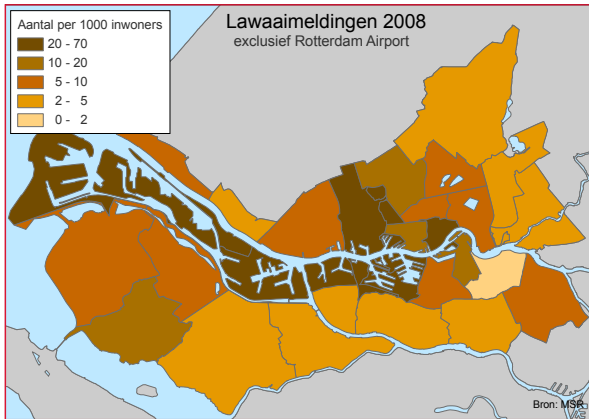 Lawaaimeldingen 2008
exclusief Rotterdam Airport
Aantal per 1000 inwoners
20 - 70
10 - 20
5 - 10
2 - 5
0 - 2
Bron: MSR